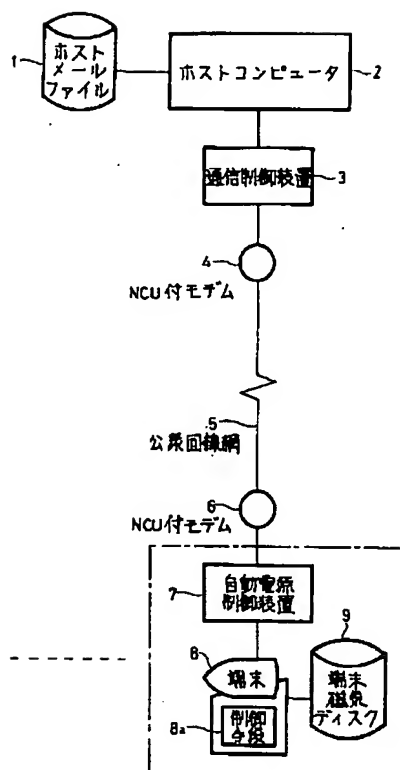 ホスト
メール
ファイル
1
ホストコンピュータ
2
通信制御装置
3
4
NCU付モデム
5
公衆回線網
6
NCU付モデム
自動電源
制御装置
7
8
端末
制御
手段
8a
9
端末
磁気
ディスク